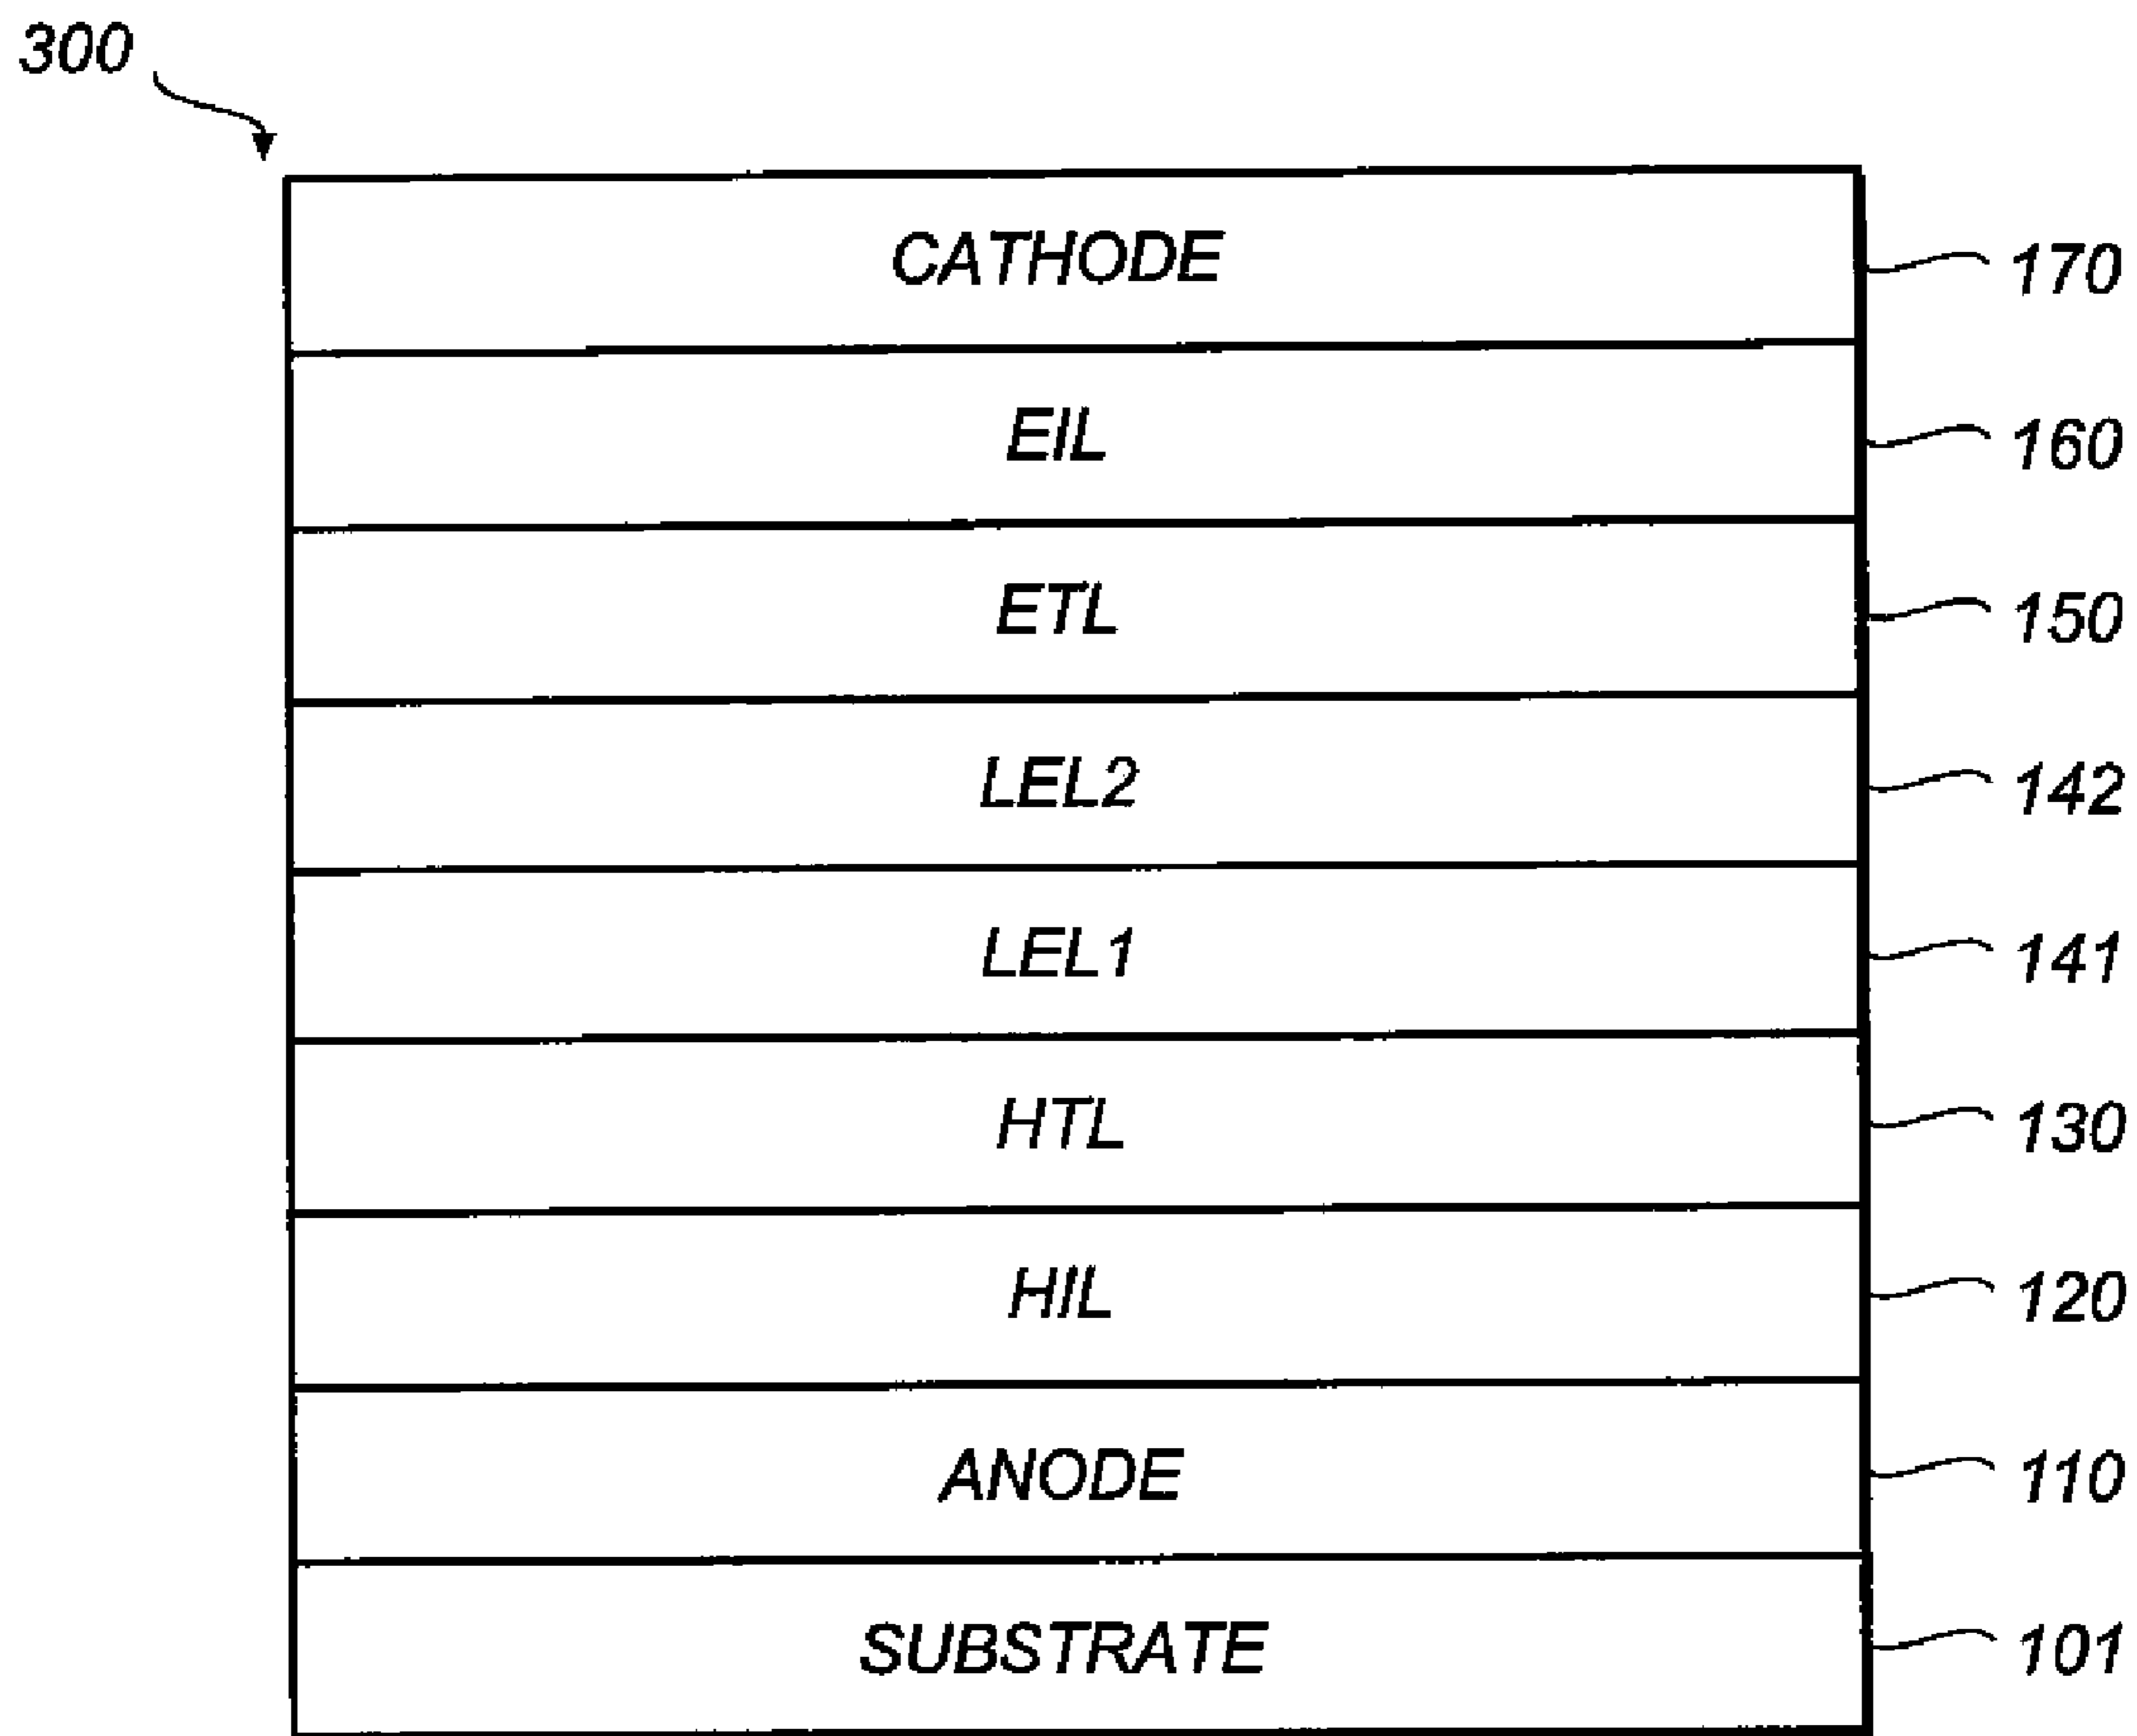 300
CATHODE 170
EIL 160
ETL 150
LEL2 142
LEL1 141
HTL 130
HIL 120
ANODE 110
SUBSTRATE 101